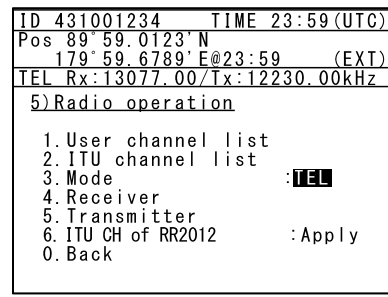 ID 431001234 TIME 23:59(UTC)
Pos 89°59.0123'N
179°59.6789'E@23:59 (EXT)
TEL Rx:13077.00/Tx:12230.00kHz
5)Radio operation
1.User channel list
2.ITU channel list
3.Mode :TEL
4.Receiver
5.Transmitter
6.ITU CH of RR2012 :Apply
0.Back